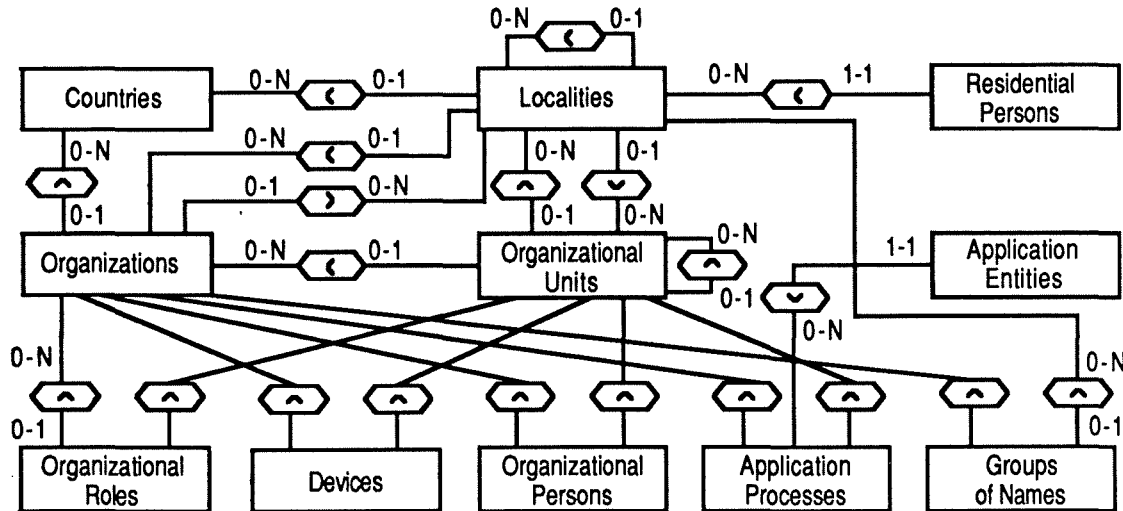 0-N 0-1
Countries
0-N 0-1
Localities
0-N 1-1
Residential
Persons
0-N
0-N 0-1
0-N
0-1
0-1
0-1 0-N
0-1
0-N
Organizations
0-N 0-1
Organizational
Units
0-N
0-1
1-1
Application
Entities
0-N
0-N
0-N
0-1
0-1
Organizational
Roles
Devices
Organizational
Persons
Application
Processes
Groups
of Names